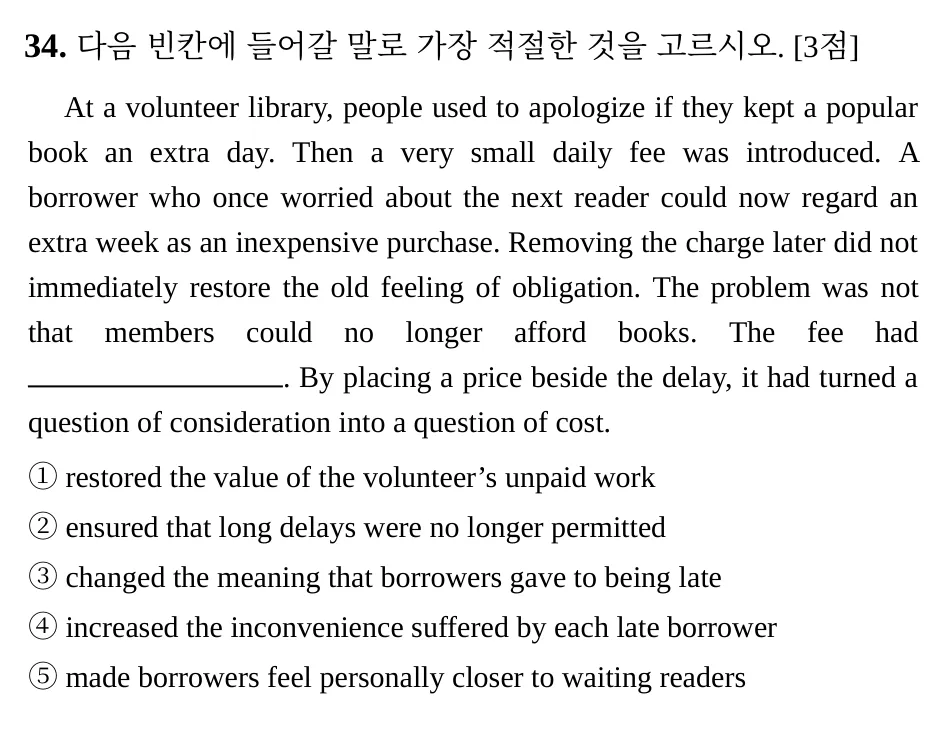 34. 다음 빈칸에 들어갈 말로 가장 적절한 것을 고르시오. [3점]
At a volunteer library, people used to apologize if they kept a popular
book an extra day. Then a very small daily fee was introduced. A
borrower who once worried about the next reader could now regard an
extra week as an inexpensive purchase. Removing the charge later did not
immediately restore the old feeling of obligation. The problem was not
that members could no longer afford books. The fee had
_________________. By placing a price beside the delay, it had turned a
question of consideration into a question of cost.
① restored the value of the volunteer’s unpaid work
② ensured that long delays were no longer permitted
③ changed the meaning that borrowers gave to being late
④ increased the inconvenience suffered by each late borrower
⑤ made borrowers feel personally closer to waiting readers